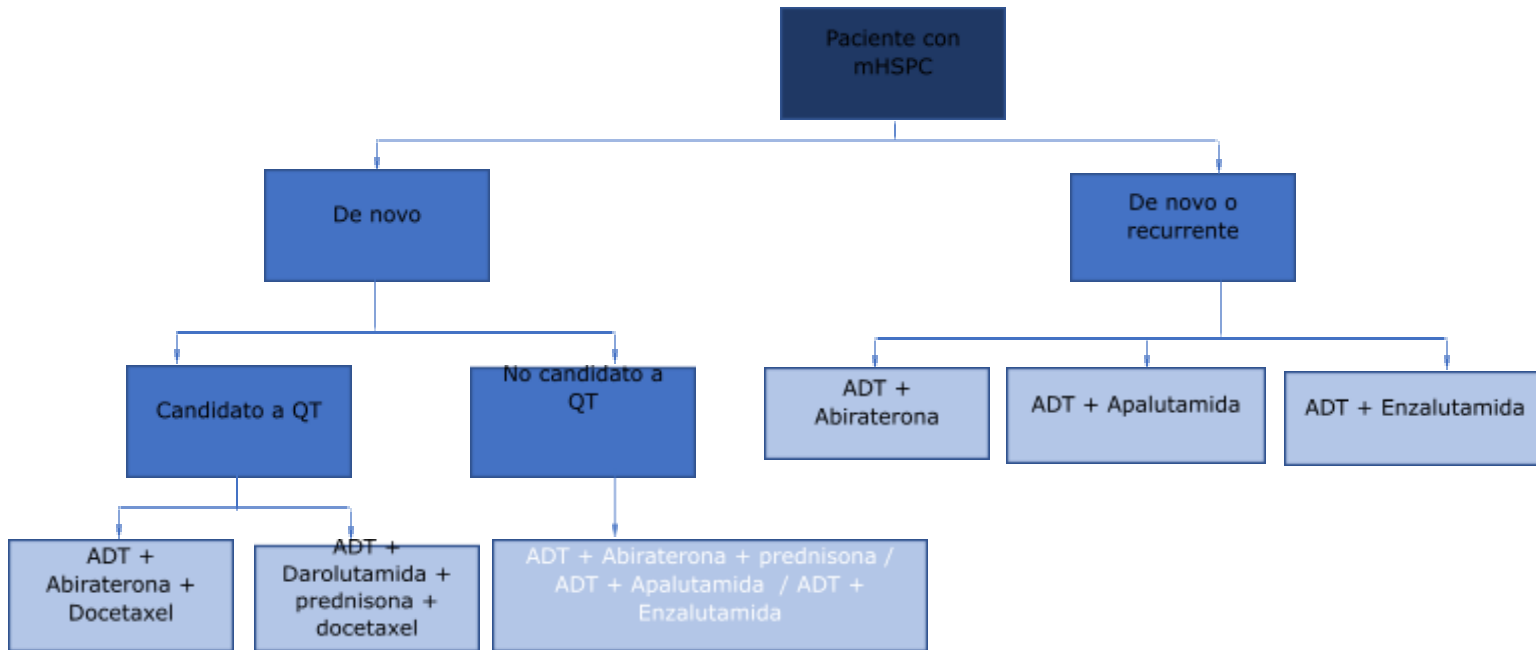 Paciente con
mHSPC
De novo
De novo o
recurrente
Candidato a QT
No candidato a
QT
ADT +
Abiraterona
ADT + Apalutamida
ADT + Enzalutamida
ADT +
Abiraterona +
Docetaxel
ADT +
Darolutamida +
prednisona +
docetaxel
ADT + Abiraterona + prednisona /
ADT + Apalutamida / ADT +
Enzalutamida